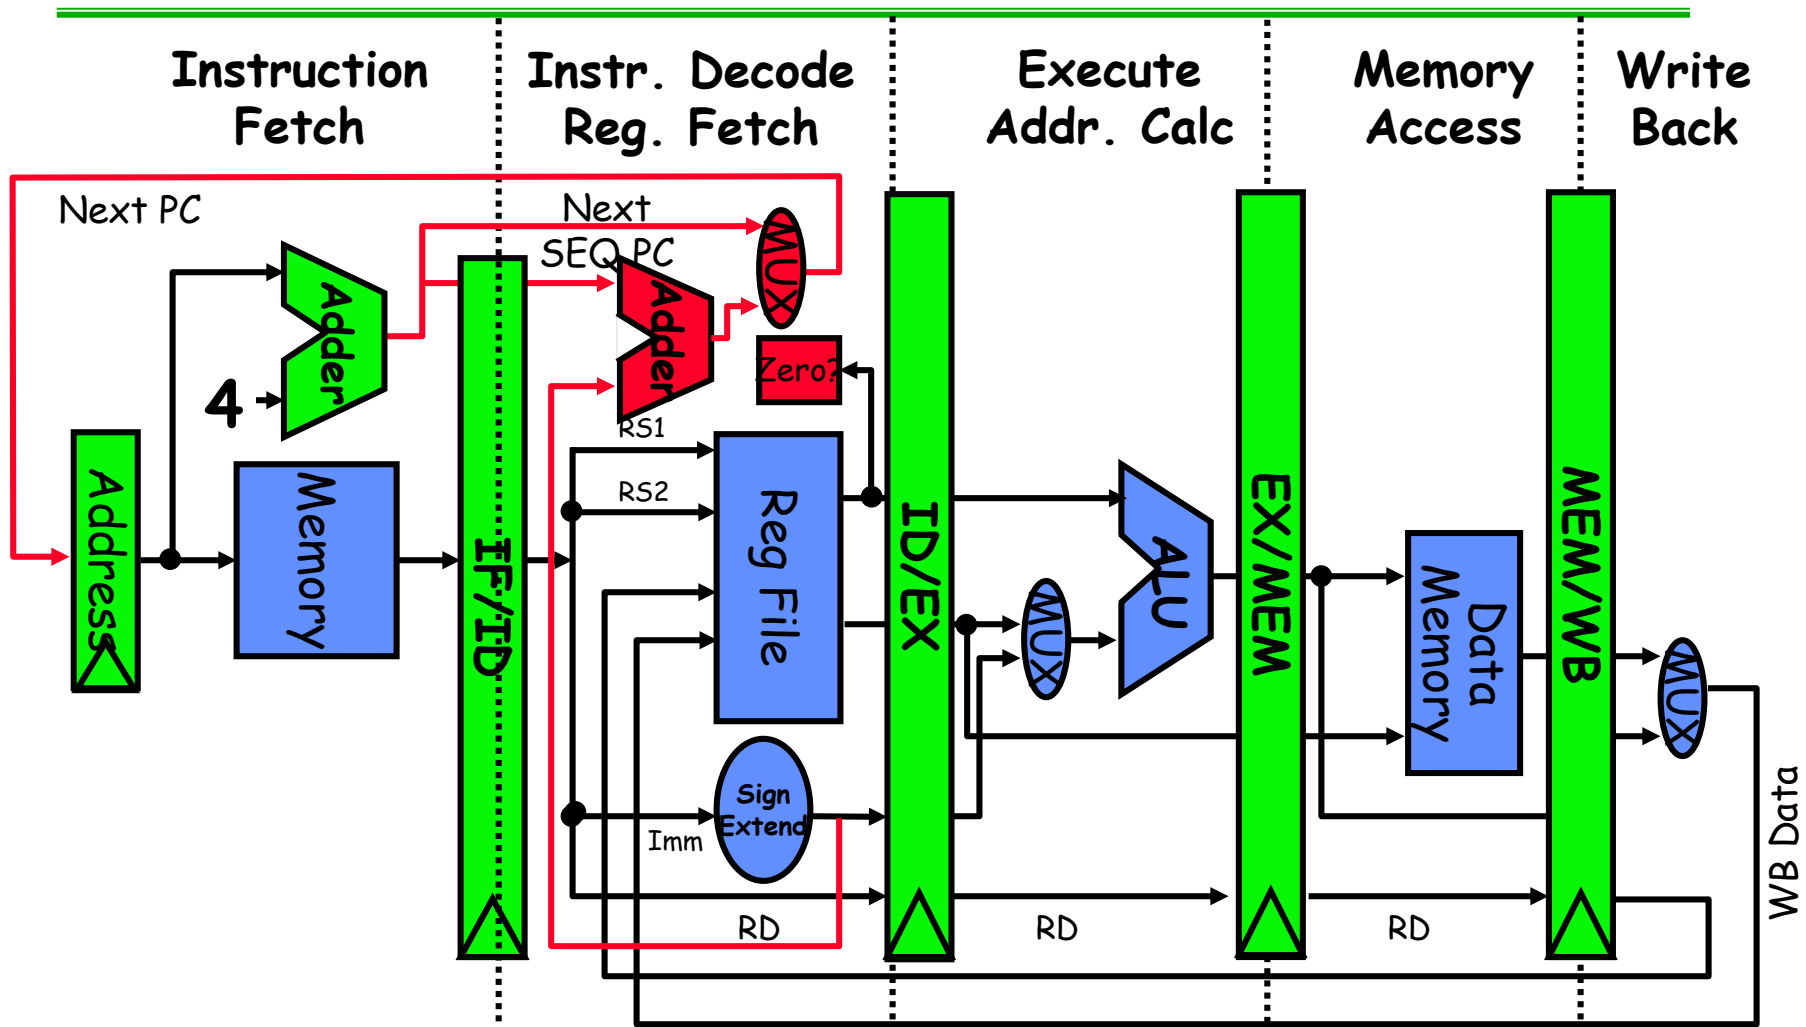 Instruction
Fetch
Instr. Decode
Reg. Fetch
Execute
Addr. Calc
Memory
Access
Write
Back
Next PC
Next
SEQ PC
MUX
Adder
Adder
Zero?
4
RS1
RS2
Address
Memory
IF/ID
Reg File
ID/EX
MUX
ALU
EX/MEM
Data
Memory
MEM/WB
MUX
Sign
Extend
Imm
RD
RD
RD
WB Data